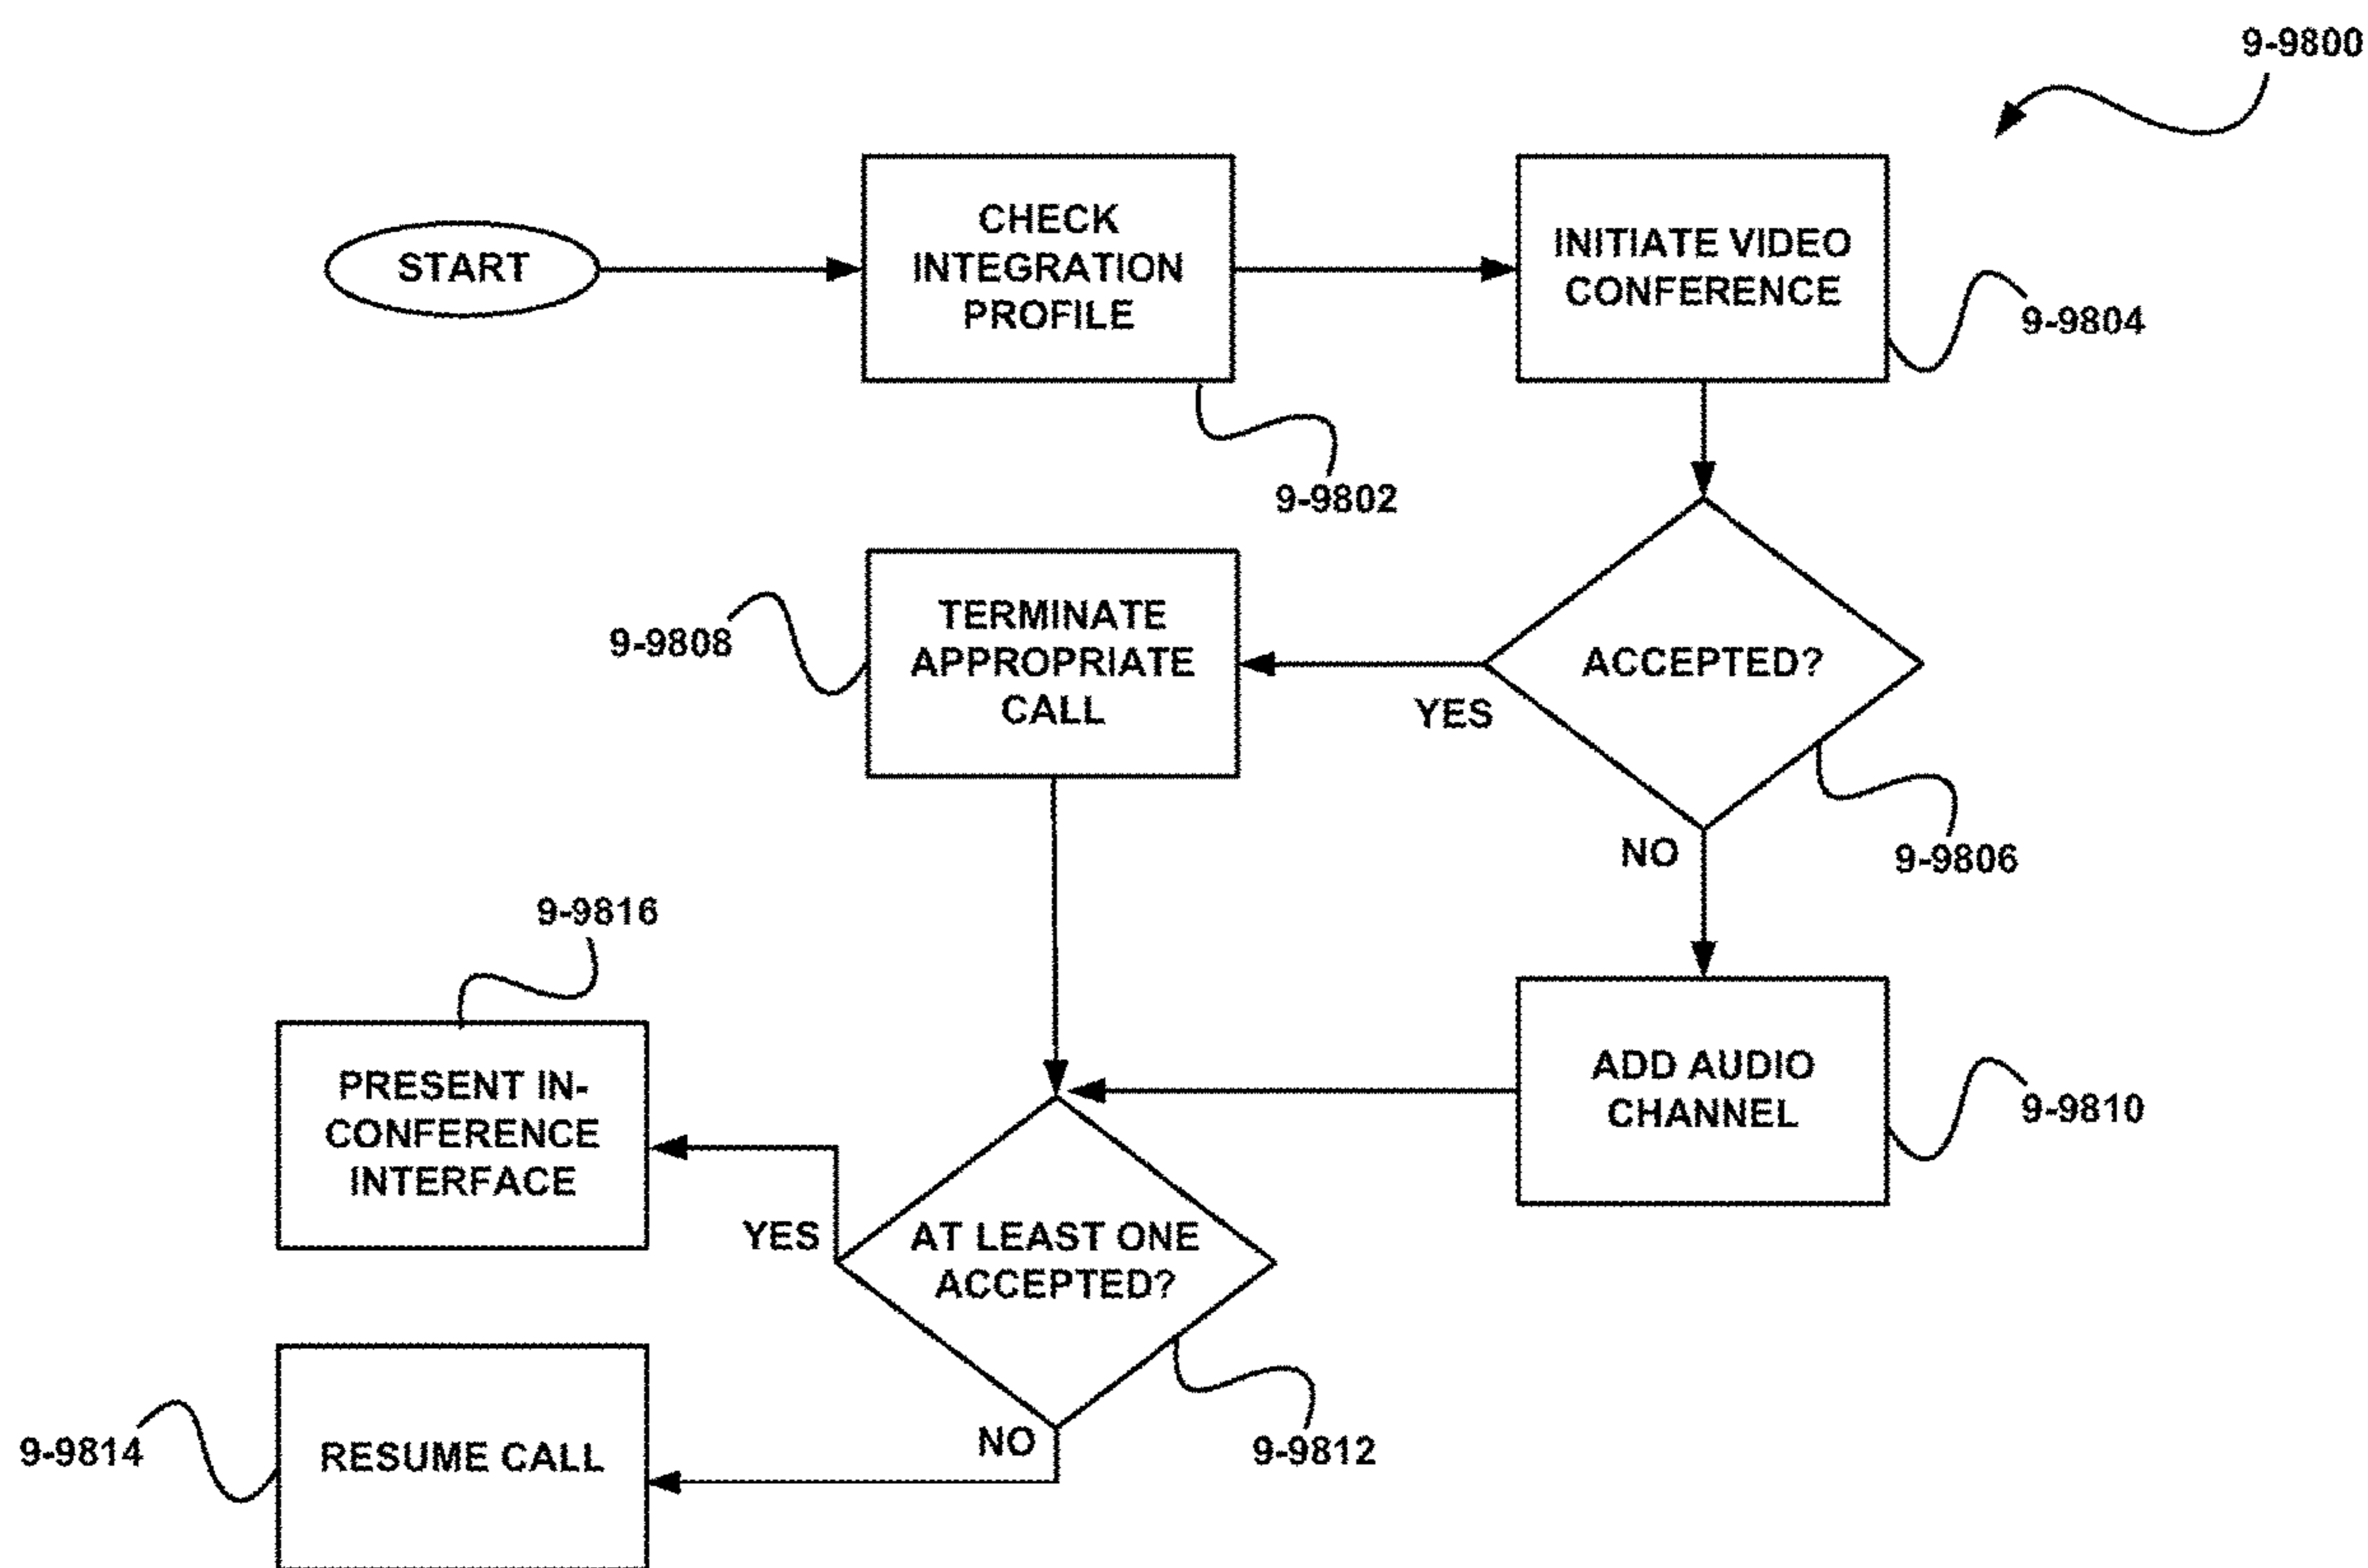 9-9800
START
CHECK
INTEGRATION
PROFILE
9-9802
INITIATE VIDEO
CONFERENCE
9-9804
ACCEPTED?
YES
NO
9-9806
TERMINATE
APPROPRIATE
CALL
9-9808
ADD AUDIO
CHANNEL
9-9810
AT LEAST ONE
ACCEPTED?
YES
NO
9-9812
9-9816
PRESENT IN-
CONFERENCE
INTERFACE
RESUME CALL
9-9814